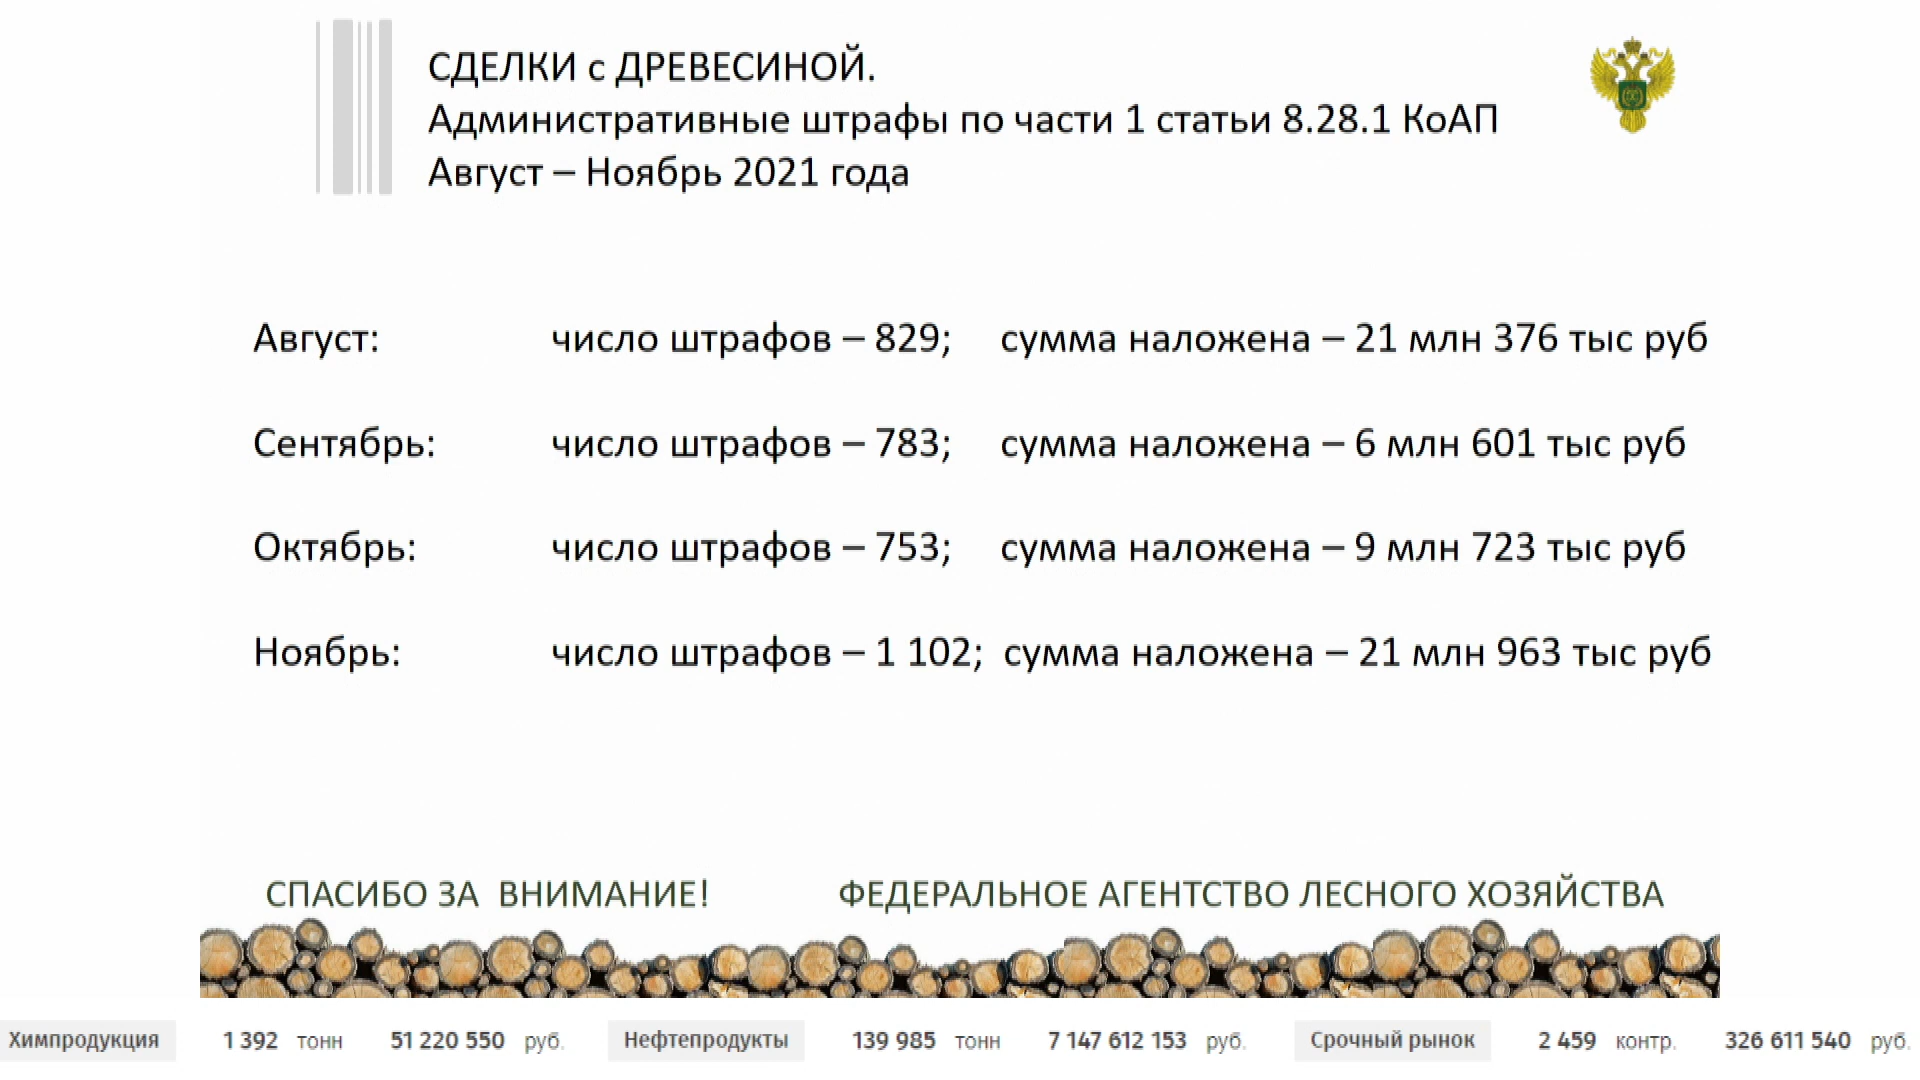 СДЕЛКИ с ДРЕВЕСИНОЙ.
Административные штрафы по части 1 статьи 8.28.1 КоАП
Август – Ноябрь 2021 года
Август: число штрафов – 829; сумма наложена – 21 млн 376 тыс руб
Сентябрь: число штрафов – 783; сумма наложена – 6 млн 601 тыс руб
Октябрь: число штрафов – 753; сумма наложена – 9 млн 723 тыс руб
Ноябрь: число штрафов – 1 102; сумма наложена – 21 млн 963 тыс руб
СПАСИБО ЗА ВНИМАНИЕ! ФЕДЕРАЛЬНОЕ АГЕНТСТВО ЛЕСНОГО ХОЗЯЙСТВА
Химпродукция 1 392 тонн 51 220 550 руб. Нефтепродукты 139 985 тонн 7 147 612 153 руб. Срочный рынок 2 459 контр. 326 611 540 руб.